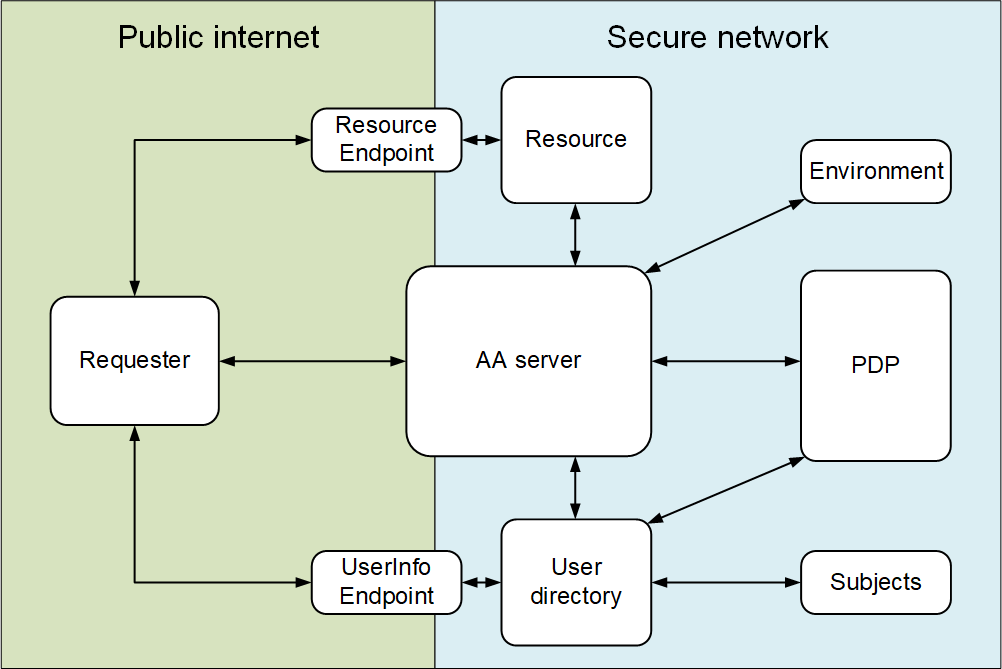 Public internet
Secure network
Resource
Endpoint
Resource
Environment
Requester
AA server
PDP
UserInfo
Endpoint
User
directory
Subjects